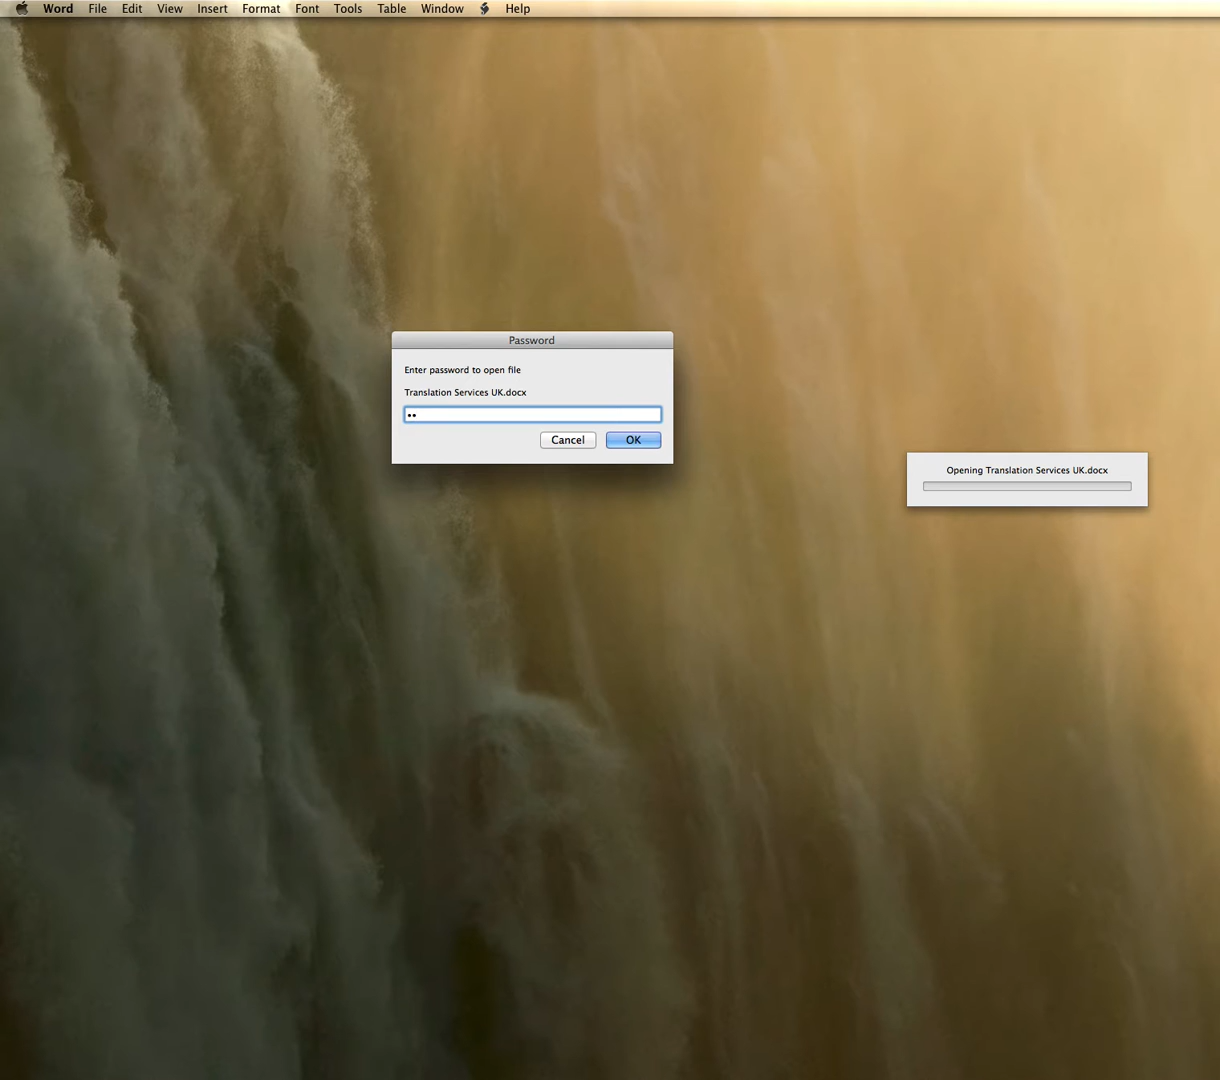 Word File Edit View Insert Format Font Tools Table Window Help
Password
Enter password to open file
Translation Services UK.docx
••
Cancel OK
Opening Translation Services UK.docx